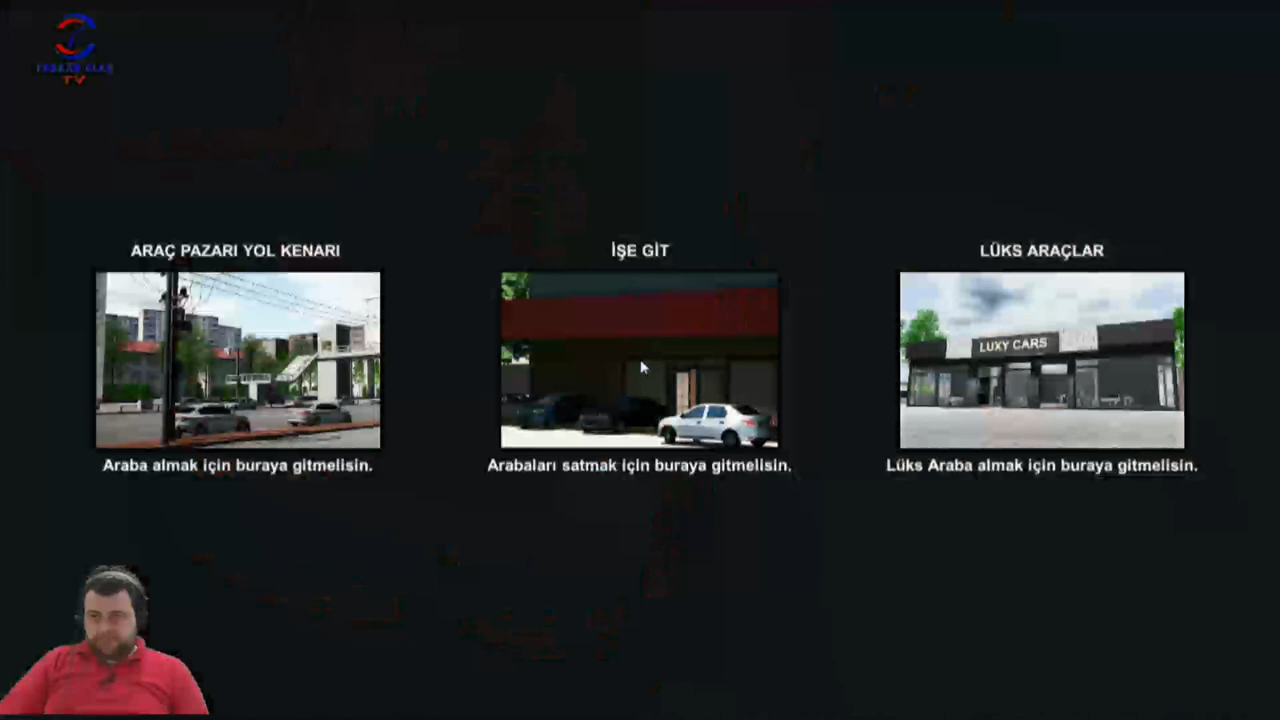 TV
ARAÇ PAZARI YOL KENARI
İŞE GİT
LÜKS ARAÇLAR
LUXY CARS
Araba almak için buraya gitmelisin.
Arabaları satmak için buraya gitmelisin.
Lüks Araba almak için buraya gitmelisin.